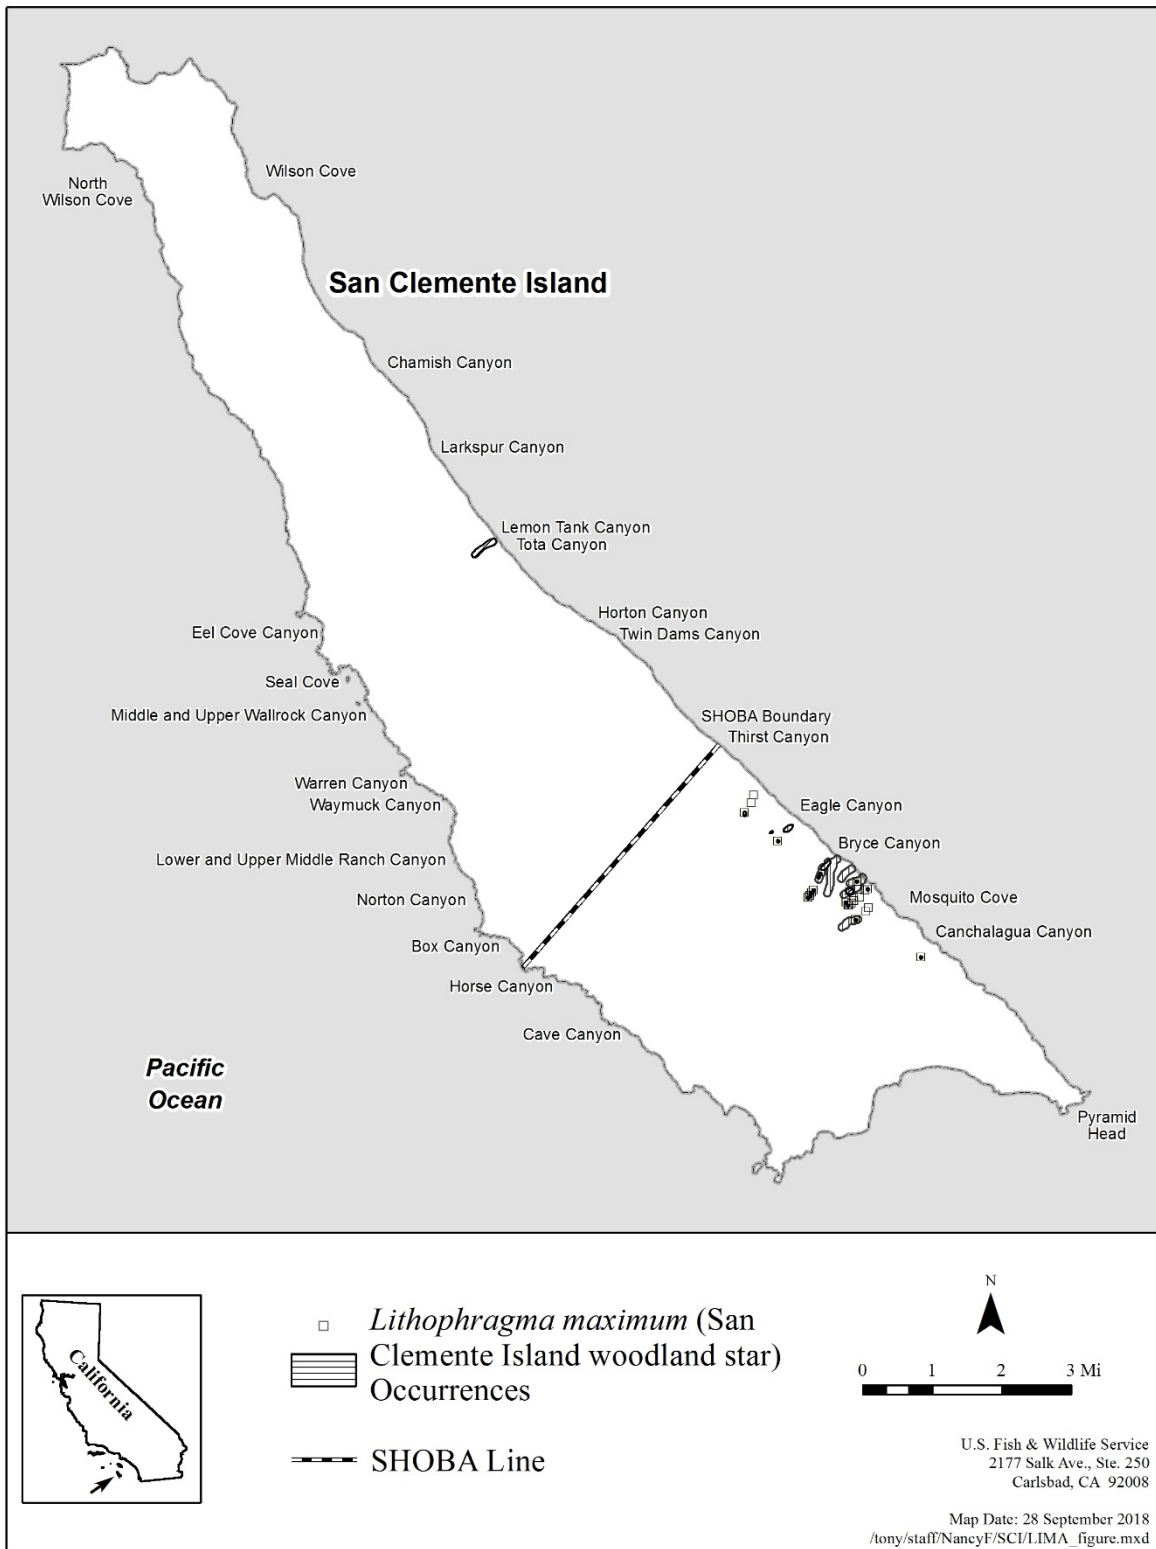 North
Wilson Cove
Wilson Cove
San Clemente Island
Chamish Canyon
Larkspur Canyon
Lemon Tank Canyon
Tota Canyon
Horton Canyon
Twin Dams Canyon
Eel Cove Canyon
Seal Cove
Middle and Upper Wallrock Canyon
SHOBA Boundary
Thirst Canyon
Warren Canyon
Waymuck Canyon
Eagle Canyon
Bryce Canyon
Lower and Upper Middle Ranch Canyon
Norton Canyon
Mosquito Cove
Canchalagua Canyon
Box Canyon
Horse Canyon
Cave Canyon
Pacific
Ocean
Pyramid
Head
California
Lithophragma maximum (San
Clemente Island woodland star)
Occurrences
SHOBA Line
N
0 1 2 3 Mi
U.S. Fish & Wildlife Service
2177 Salk Ave., Ste. 250
Carlsbad, CA 92008
Map Date: 28 September 2018
/tony/staff/NancyF/SCI/LIMA_figure.mxd